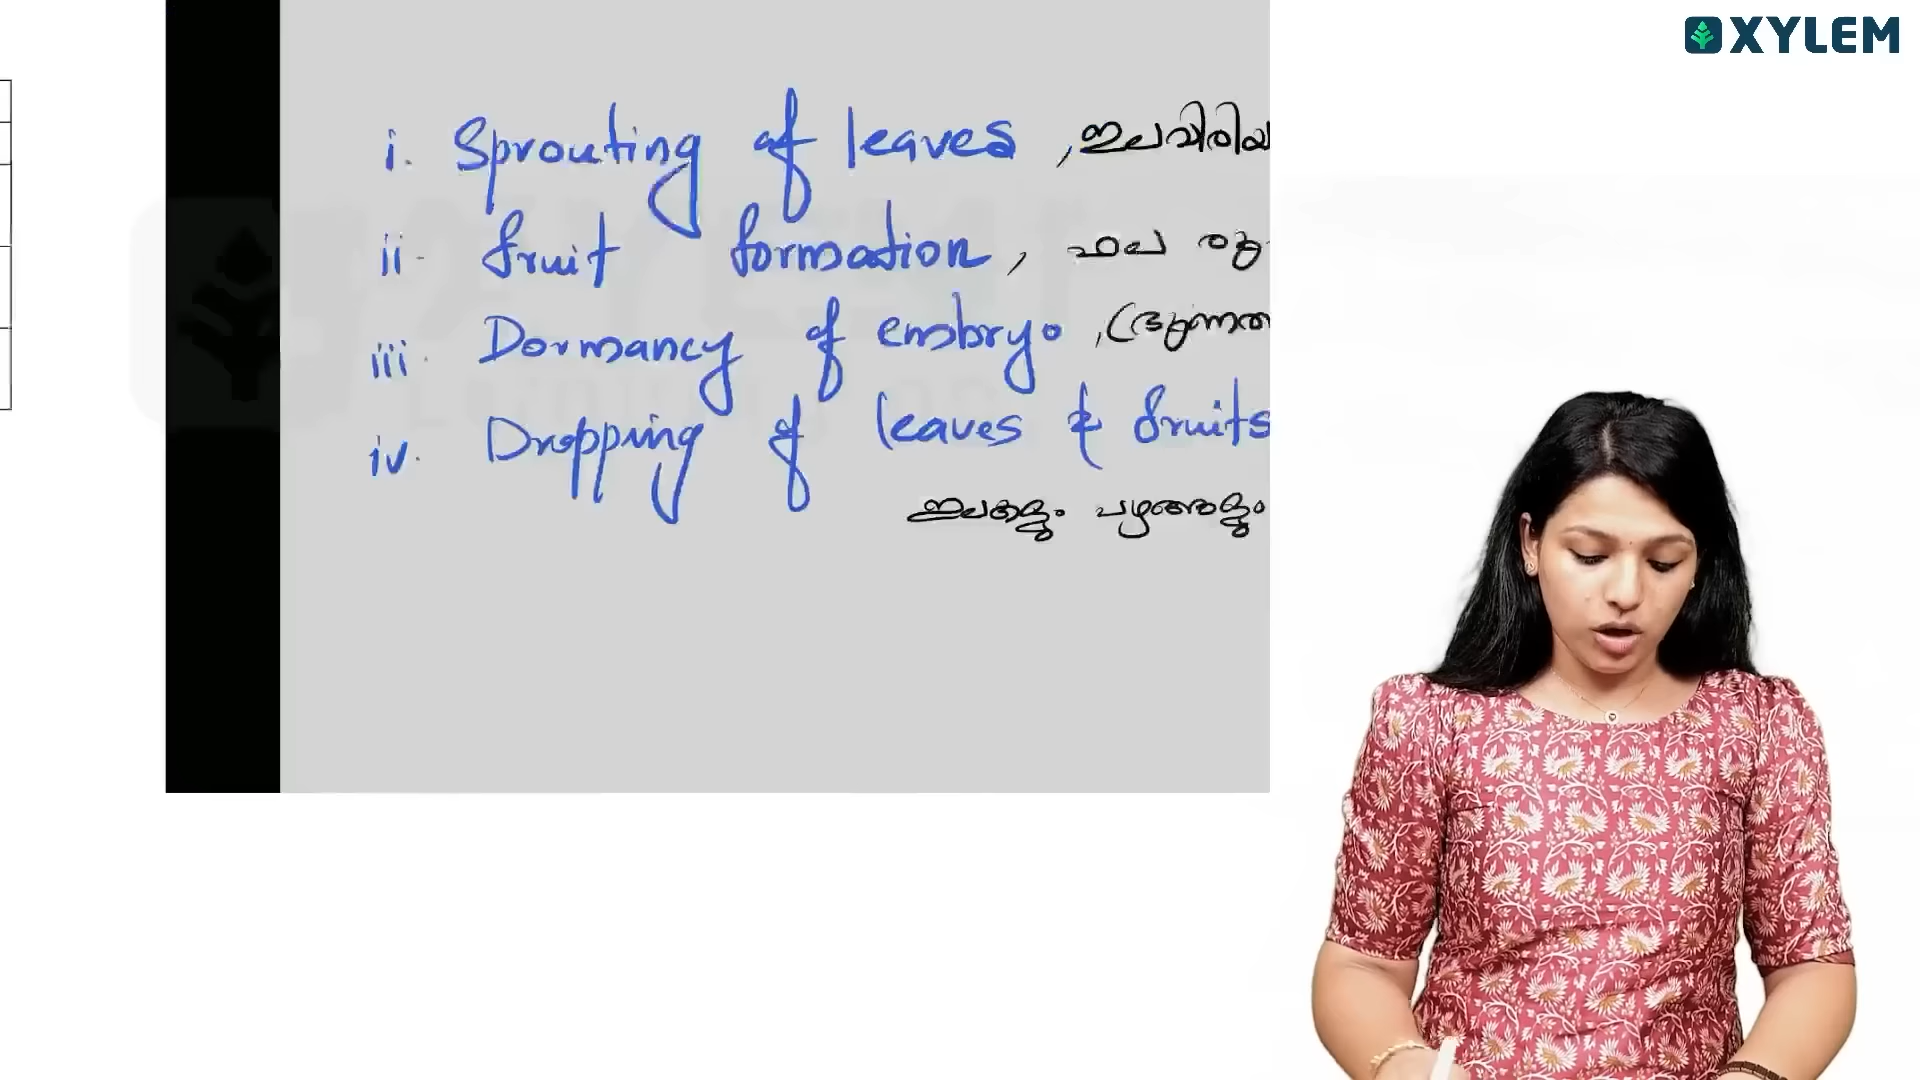 XYLEM
i. Sprouting of leaves , ഇലവിരിയ
ii - fruit formation , ഫല രൂ
iii - Dormancy of embryo , (ഭ്രൂണത
iv. Dropping of leaves & fruits
ഇലകളും പഴങ്ങളും